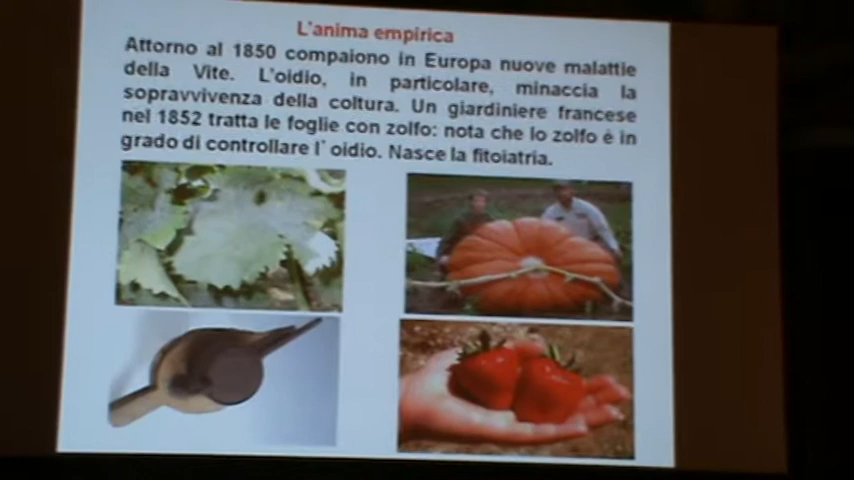 L'anima empirica
Attorno al 1850 compaiono in Europa nuove malattie
della Vite. L'oidio, in particolare, minaccia la
sopravvivenza della coltura. Un giardiniere francese
nel 1852 tratta le foglie con zolfo: nota che lo zolfo è in
grado di controllare l' oidio. Nasce la fitoiatria.